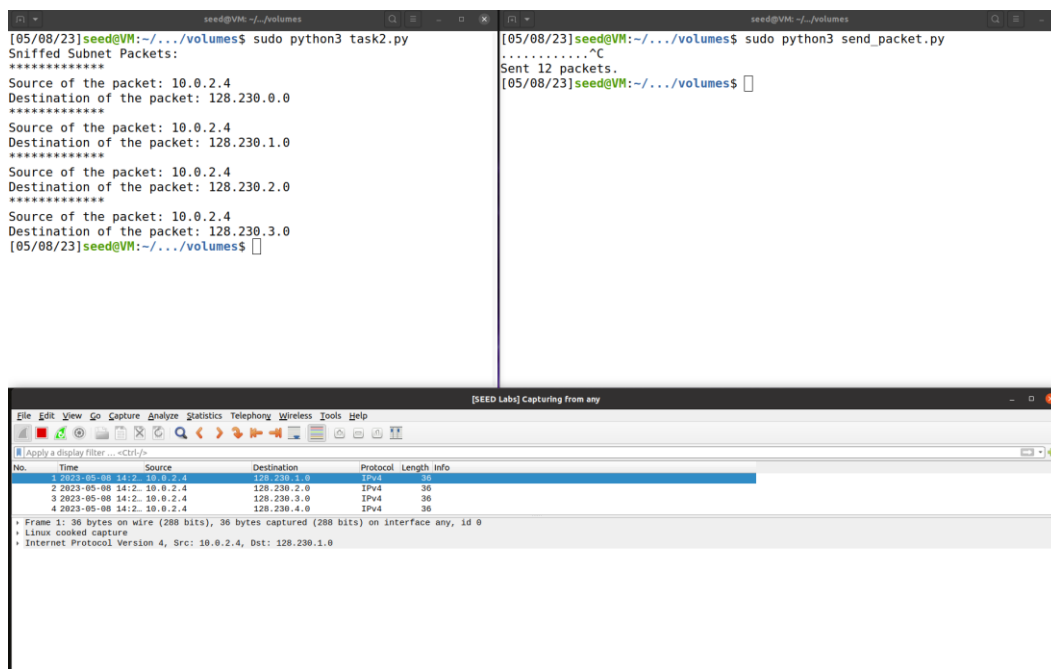 seed@VM: ~/.../volumes
[05/08/23]seed@VM:~/.../volumes$ sudo python3 task2.py
Sniffed Subnet Packets:
*************
Source of the packet: 10.0.2.4
Destination of the packet: 128.230.0.0
*************
Source of the packet: 10.0.2.4
Destination of the packet: 128.230.1.0
*************
Source of the packet: 10.0.2.4
Destination of the packet: 128.230.2.0
*************
Source of the packet: 10.0.2.4
Destination of the packet: 128.230.3.0
[05/08/23]seed@VM:~/.../volumes$
seed@VM: ~/.../volumes
[05/08/23]seed@VM:~/.../volumes$ sudo python3 send_packet.py
............^C
Sent 12 packets.
[05/08/23]seed@VM:~/.../volumes$
[SEED Labs] Capturing from any
File Edit View Go Capture Analyze Statistics Telephony Wireless Tools Help
Apply a display filter ... <Ctrl-/>
No. Time Source Destination Protocol Length Info
1 2023-05-08 14:2… 10.0.2.4 128.230.1.0 IPv4 36
2 2023-05-08 14:2… 10.0.2.4 128.230.2.0 IPv4 36
3 2023-05-08 14:2… 10.0.2.4 128.230.3.0 IPv4 36
4 2023-05-08 14:2… 10.0.2.4 128.230.4.0 IPv4 36
Frame 1: 36 bytes on wire (288 bits), 36 bytes captured (288 bits) on interface any, id 0
Linux cooked capture
Internet Protocol Version 4, Src: 10.0.2.4, Dst: 128.230.1.0